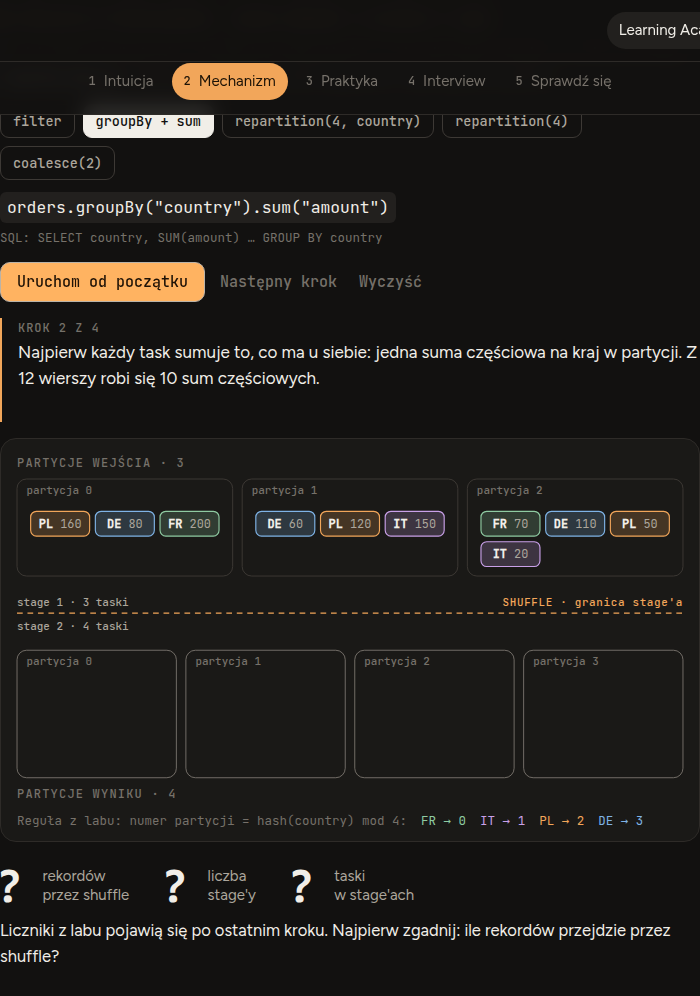 Learning Aca
1 Intuicja 2 Mechanizm 3 Praktyka 4 Interview 5 Sprawdź się
filter groupBy + sum repartition(4, country) repartition(4)
coalesce(2)
orders.groupBy("country").sum("amount")
SQL: SELECT country, SUM(amount) … GROUP BY country
Uruchom od początku Następny krok Wyczyść
KROK 2 Z 4
Najpierw każdy task sumuje to, co ma u siebie: jedna suma częściowa na kraj w partycji. Z
12 wierszy robi się 10 sum częściowych.
PARTYCJE WEJŚCIA · 3
partycja 0 partycja 1 partycja 2
PL 160 DE 80 FR 200 DE 60 PL 120 IT 150 FR 70 DE 110 PL 50
IT 20
stage 1 · 3 taski SHUFFLE · granica stage'a
stage 2 · 4 taski
partycja 0 partycja 1 partycja 2 partycja 3
PARTYCJE WYNIKU · 4
Reguła z labu: numer partycji = hash(country) mod 4: FR → 0 IT → 1 PL → 2 DE → 3
? rekordów przez shuffle ? liczba stage'y ? taski w stage'ach
Liczniki z labu pojawią się po ostatnim kroku. Najpierw zgadnij: ile rekordów przejdzie przez
shuffle?